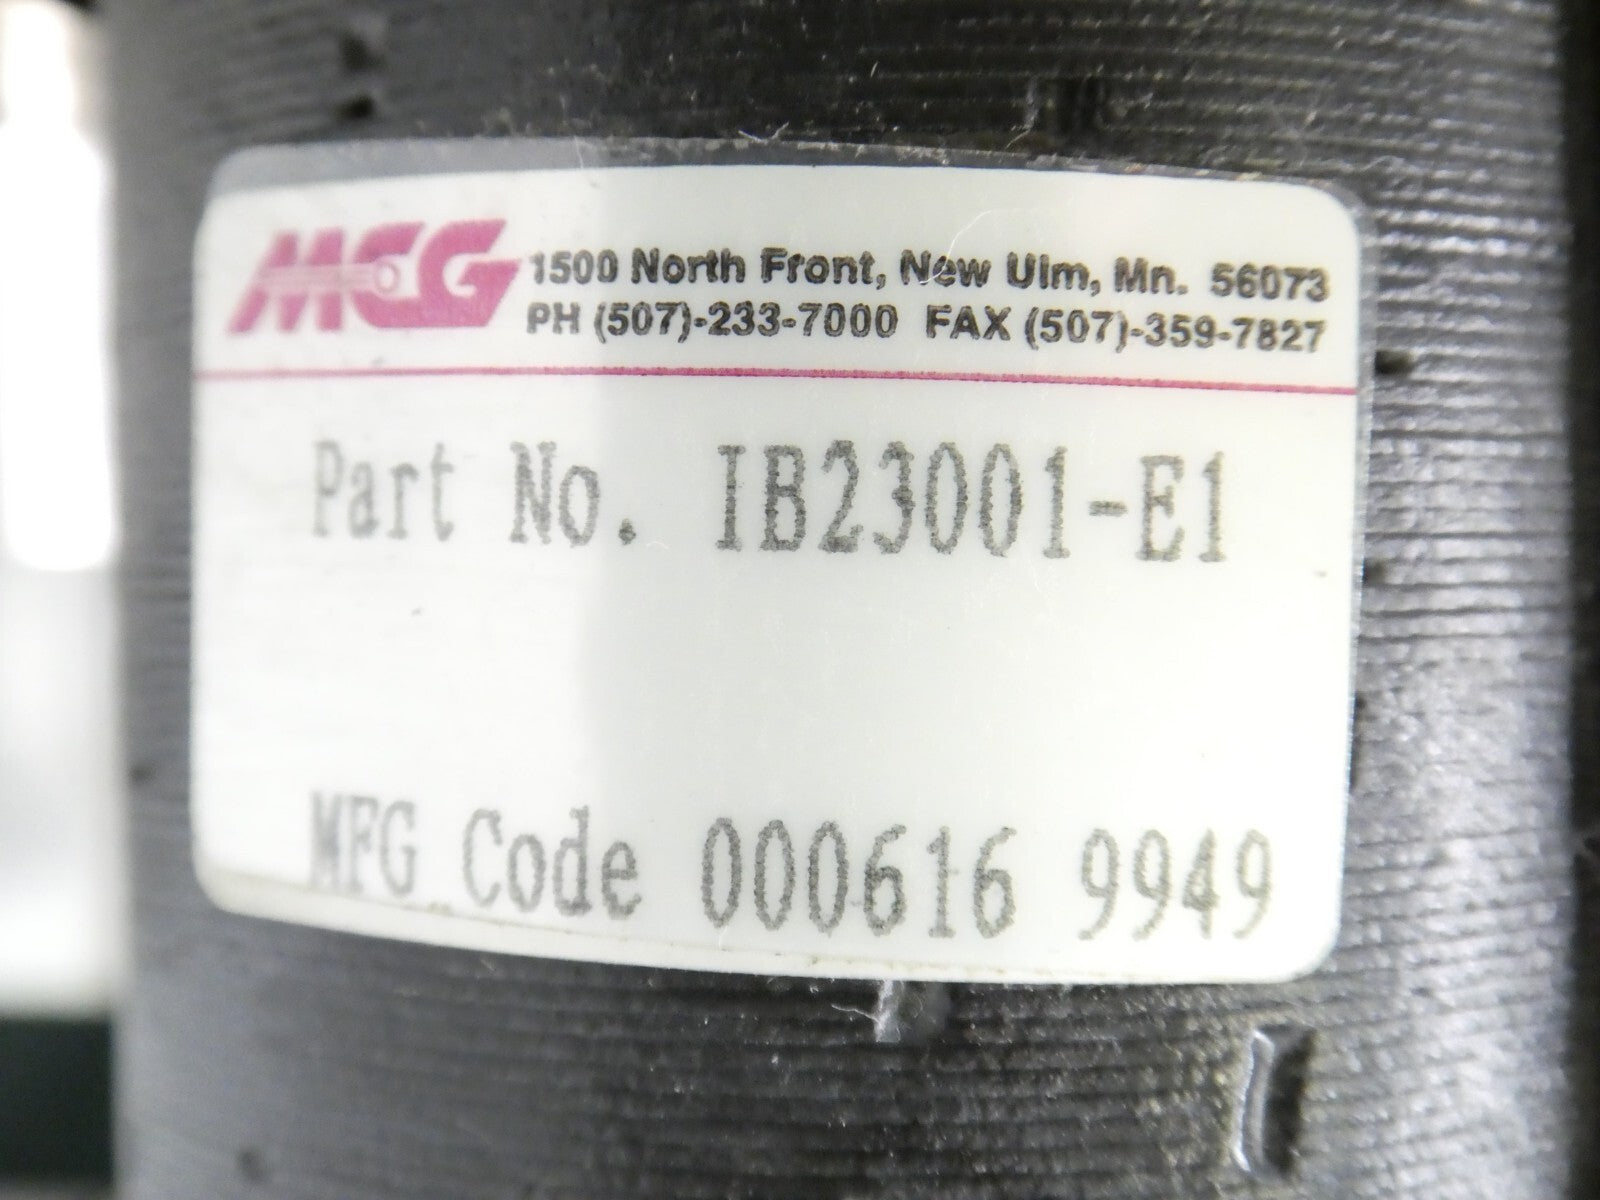 MCG
1500 North Front, New Ulm, Mn. 56073
PH (507)-233-7000 FAX (507)-359-7827
Part No. IB23001-E1
MFG Code 000616 9949